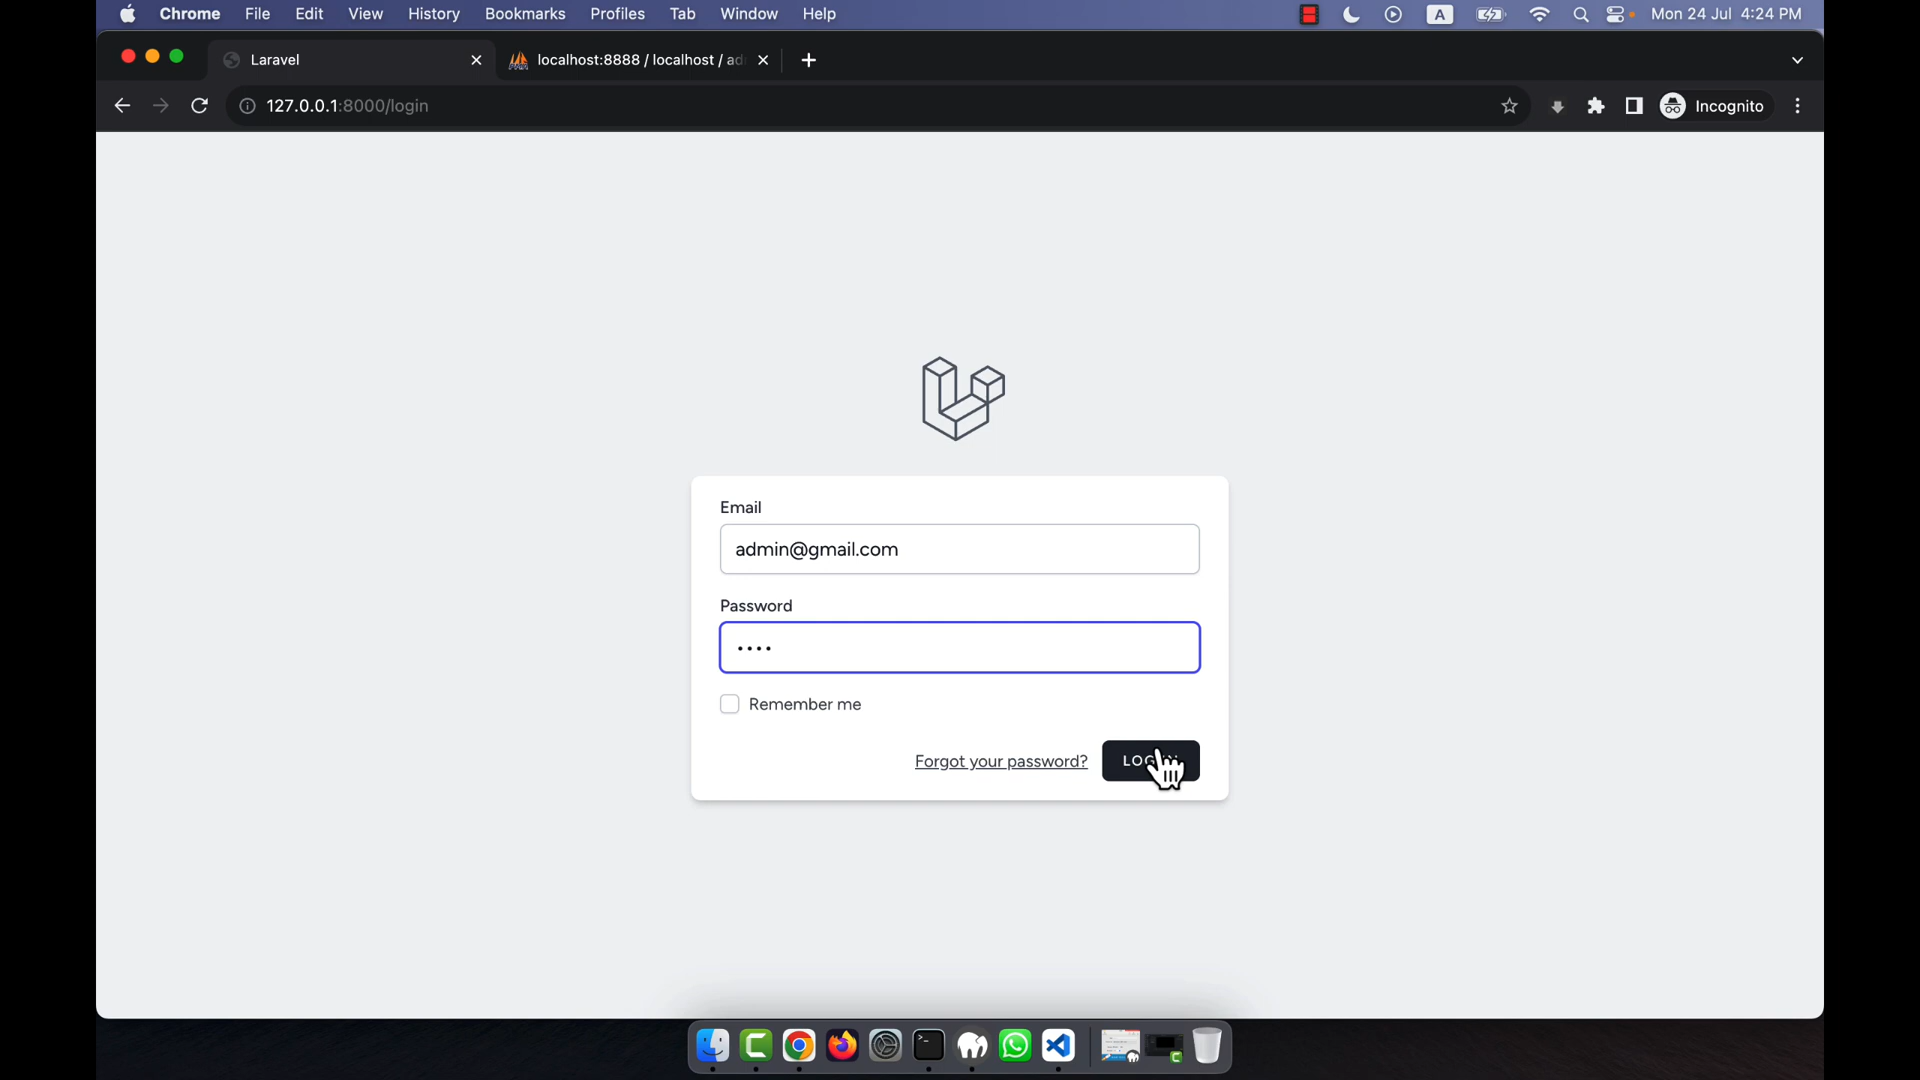 Chrome File Edit View History Bookmarks Profiles Tab Window Help A Mon 24 Jul 4:24 PM
Laravel localhost:8888 / localhost / ad
127.0.0.1:8000/login Incognito
Email
admin@gmail.com
Password
••••
Remember me
Forgot your password?